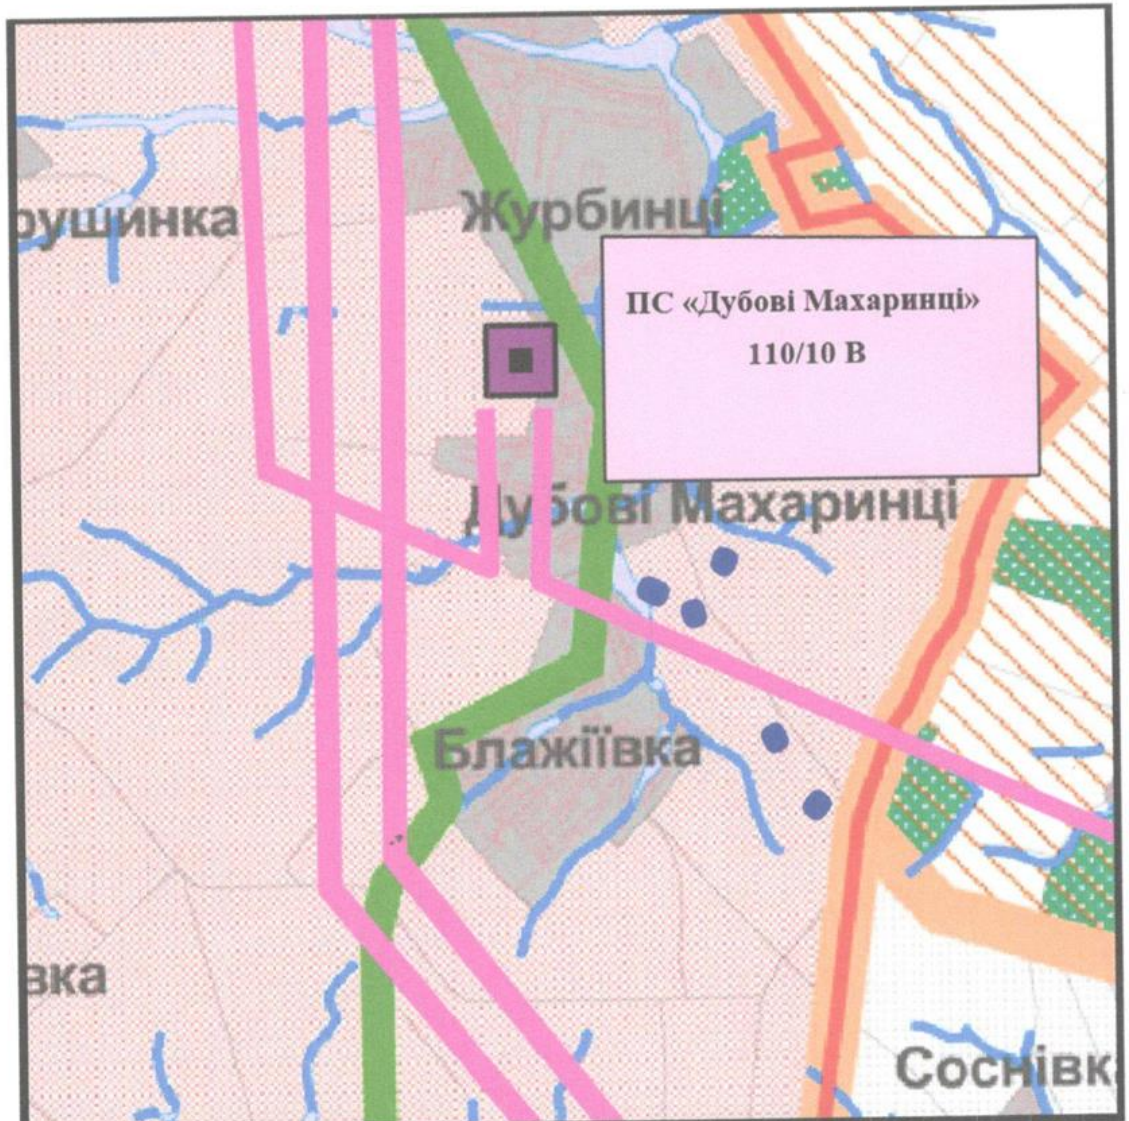 Журбинці
рушинка
ПС «Дубові Махаринці»
110/10 В
Дубові Махаринці
Блажіївка
вка
Соснівк